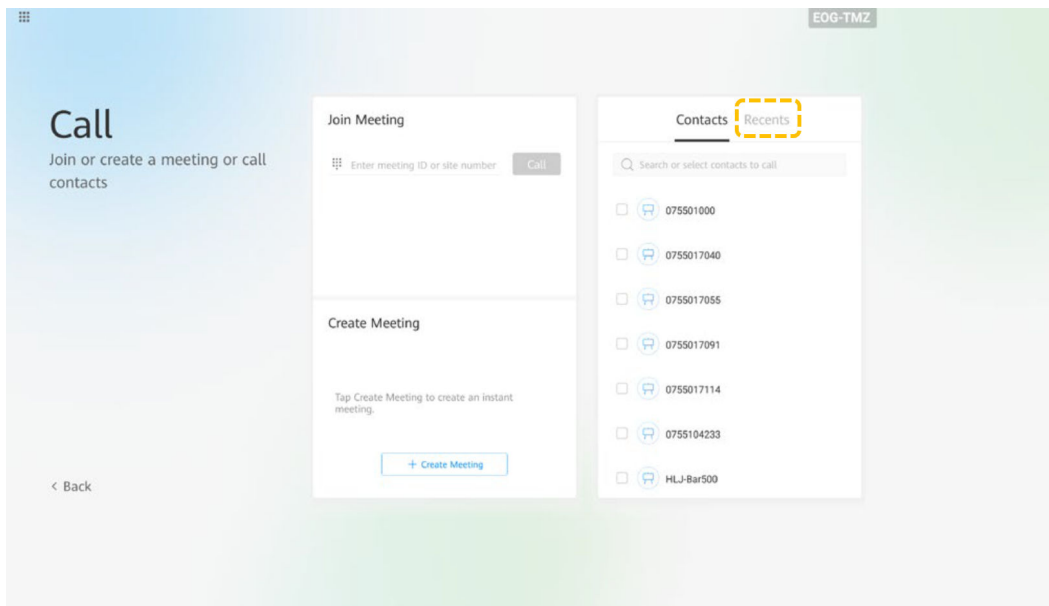 EOG-TMZ
Call
Join or create a meeting or call
contacts
Join Meeting
Enter meeting ID or site number
Call
Create Meeting
Tap Create Meeting to create an instant
meeting.
+ Create Meeting
< Back
Contacts Recents
Search or select contacts to call
075501000
0755017040
0755017055
0755017091
0755017114
0755104233
HLJ-Bar500